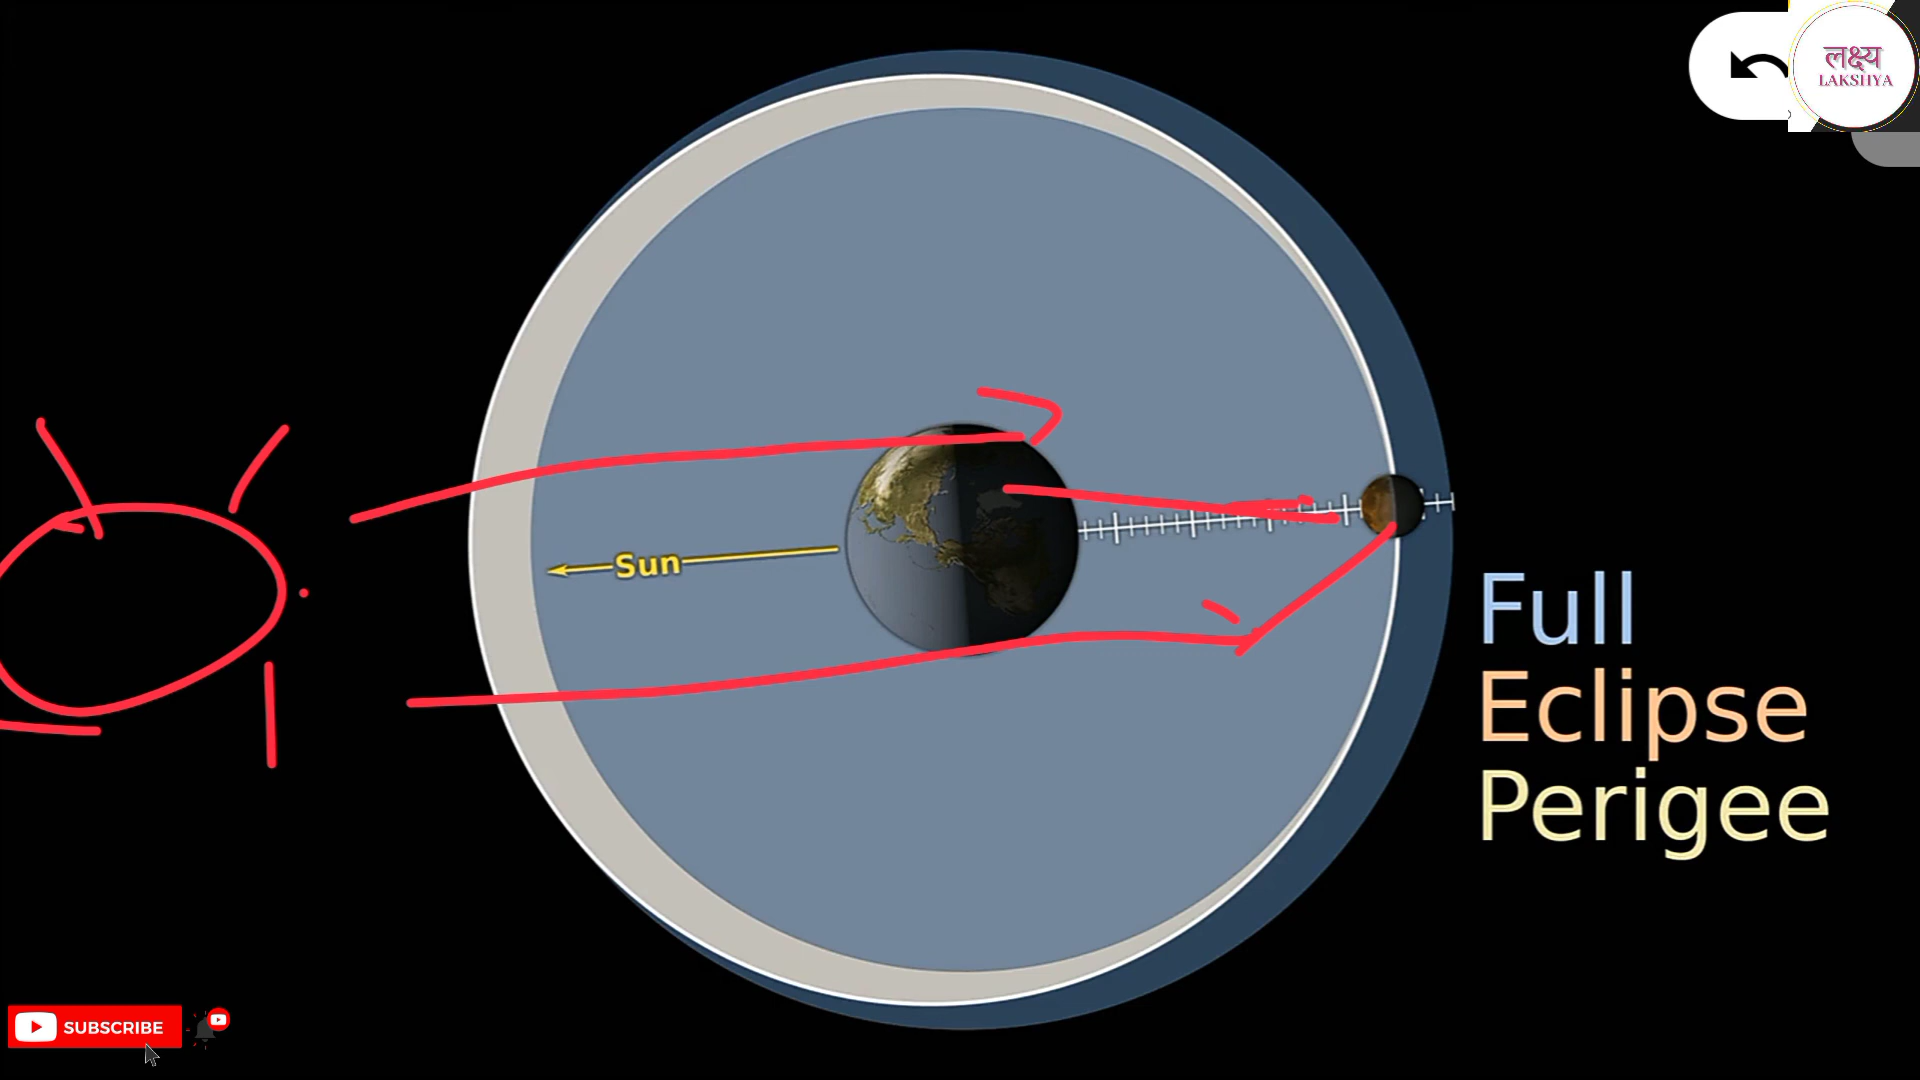 लक्ष्य
LAKSHYA
Sun
Full
Eclipse
Perigee
SUBSCRIBE